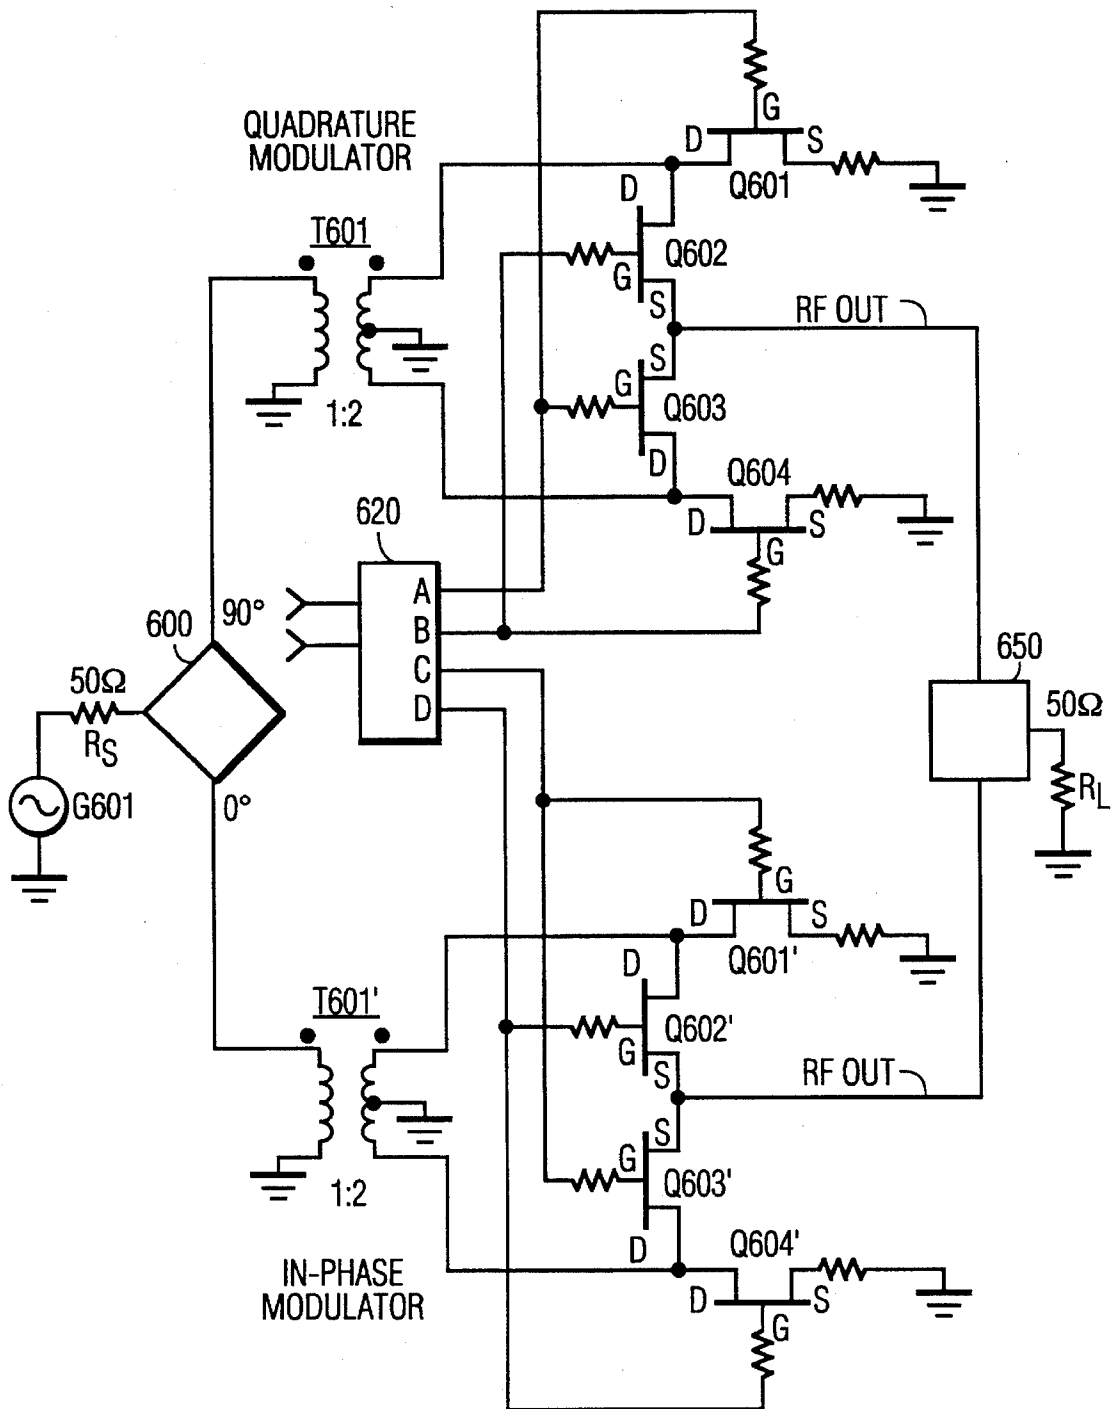 QUADRATURE
MODULATOR
T601
1:2
G
D
S
Q601
D
Q602
G
S
RF OUT
S
G
Q603
D
Q604
D
S
G
620
A
B
C
D
90°
600
50Ω
RS
G601
0°
650
50Ω
RL
G
D
S
Q601'
D
Q602'
G
S
RF OUT
S
G
Q603'
D
Q604'
D
S
G
T601'
1:2
IN-PHASE
MODULATOR